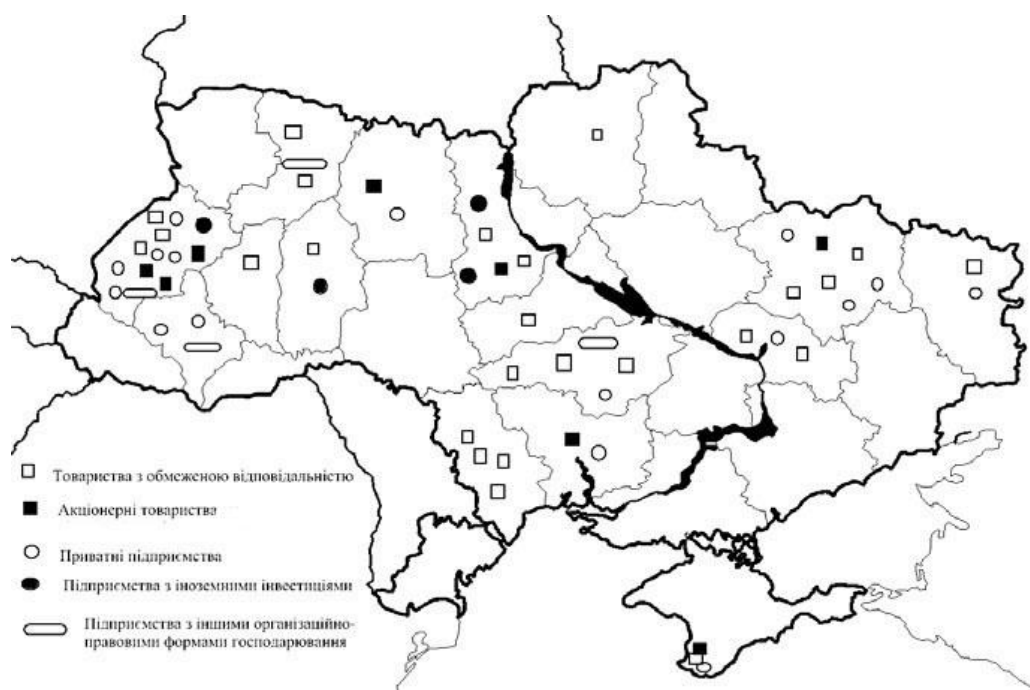 Товариства з обмеженою відповідальністю
Акціонерні товариства
Приватні підприємства
Підприємства з іноземними інвестиціями
Підприємства з іншими організаційно-
правовими формами господарювання